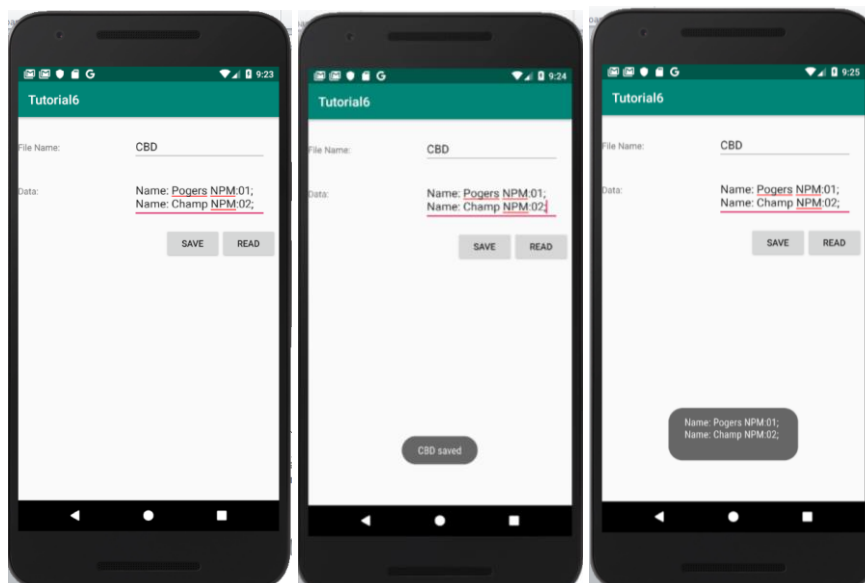 G 9:23
Tutorial6
File Name: CBD
Data: Name: Pogers NPM:01;
Name: Champ NPM:02;
SAVE READ
G 9:24
Tutorial6
File Name: CBD
Data: Name: Pogers NPM:01;
Name: Champ NPM:02;
SAVE READ
CBD saved
G 9:25
Tutorial6
File Name: CBD
Data: Name: Pogers NPM:01;
Name: Champ NPM:02;
SAVE READ
Name: Pogers NPM:01;
Name: Champ NPM:02;